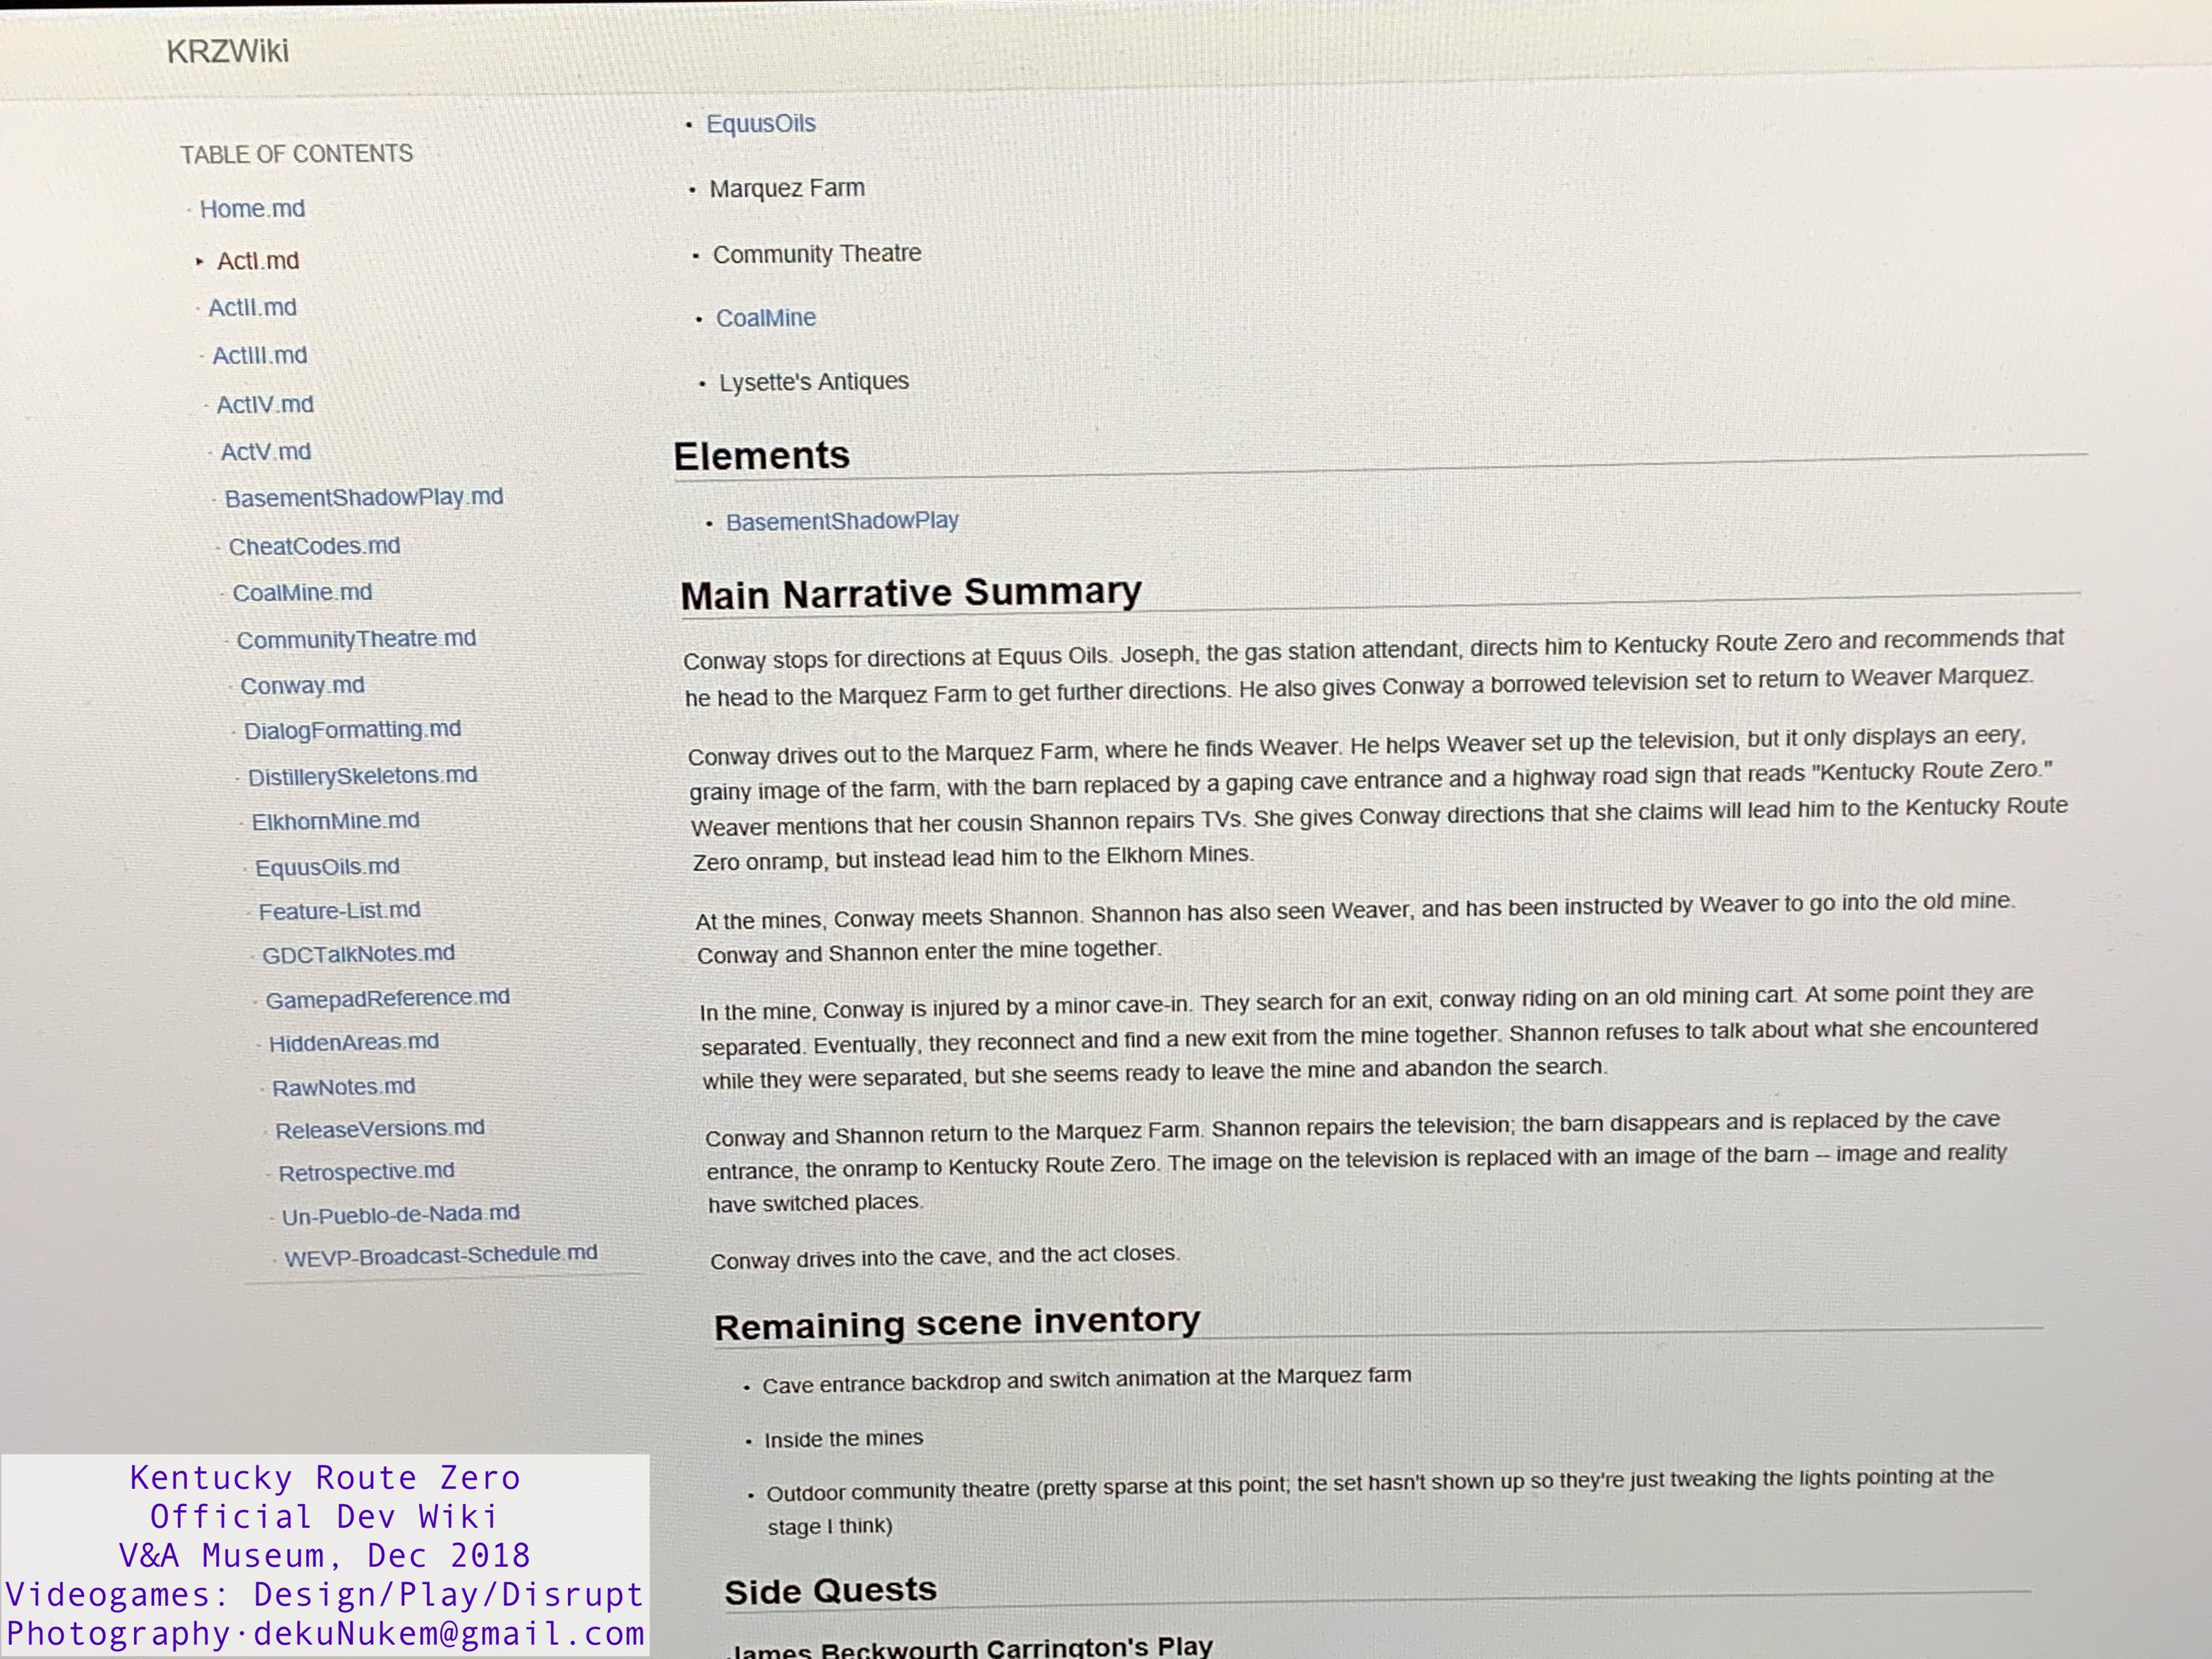 KRZWiki
TABLE OF CONTENTS
Home.md
ActI.md
ActII.md
ActIII.md
ActIV.md
ActV.md
BasementShadowPlay.md
CheatCodes.md
CoalMine.md
CommunityTheatre.md
Conway.md
DialogFormatting.md
DistillerySkeletons.md
ElkhornMine.md
EquusOils.md
Feature-List.md
GDCTalkNotes.md
GamepadReference.md
HiddenAreas.md
RawNotes.md
ReleaseVersions.md
Retrospective.md
Un-Pueblo-de-Nada.md
WEVP-Broadcast-Schedule.md
• EquusOils
• Marquez Farm
• Community Theatre
• CoalMine
• Lysette's Antiques
Elements
• BasementShadowPlay
Main Narrative Summary
Conway stops for directions at Equus Oils. Joseph, the gas station attendant, directs him to Kentucky Route Zero and recommends that
he head to the Marquez Farm to get further directions. He also gives Conway a borrowed television set to return to Weaver Marquez.
Conway drives out to the Marquez Farm, where he finds Weaver. He helps Weaver set up the television, but it only displays an eery,
grainy image of the farm, with the barn replaced by a gaping cave entrance and a highway road sign that reads "Kentucky Route Zero."
Weaver mentions that her cousin Shannon repairs TVs. She gives Conway directions that she claims will lead him to the Kentucky Route
Zero onramp, but instead lead him to the Elkhorn Mines.
At the mines, Conway meets Shannon. Shannon has also seen Weaver, and has been instructed by Weaver to go into the old mine.
Conway and Shannon enter the mine together.
In the mine, Conway is injured by a minor cave-in. They search for an exit, conway riding on an old mining cart. At some point they are
separated. Eventually, they reconnect and find a new exit from the mine together. Shannon refuses to talk about what she encountered
while they were separated, but she seems ready to leave the mine and abandon the search.
Conway and Shannon return to the Marquez Farm. Shannon repairs the television; the barn disappears and is replaced by the cave
entrance, the onramp to Kentucky Route Zero. The image on the television is replaced with an image of the barn -- image and reality
have switched places.
Conway drives into the cave, and the act closes.
Remaining scene inventory
• Cave entrance backdrop and switch animation at the Marquez farm
• Inside the mines
• Outdoor community theatre (pretty sparse at this point; the set hasn't shown up so they're just tweaking the lights pointing at the
stage I think)
Side Quests
James Beckwourth Carrington's Play
Kentucky Route Zero
Official Dev Wiki
V&A Museum, Dec 2018
Videogames: Design/Play/Disrupt
Photography·dekuNukem@gmail.com